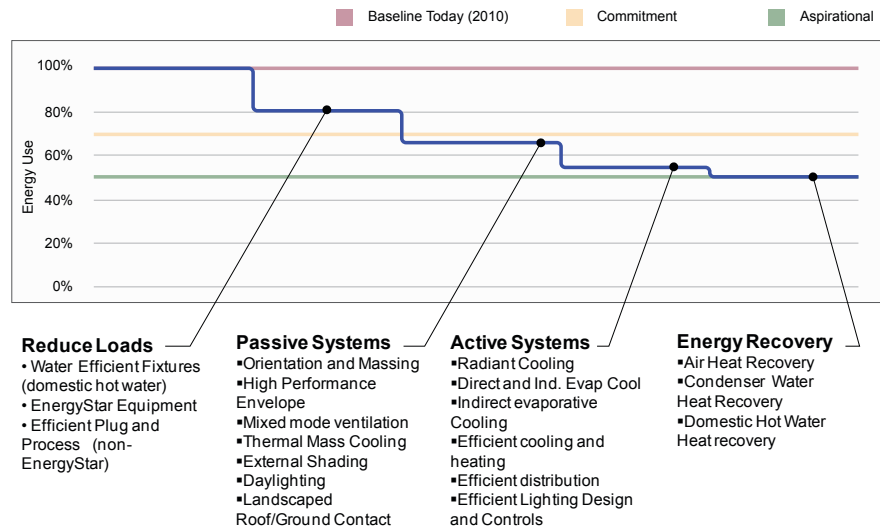 Baseline Today (2010)
Commitment
Aspirational
Energy Use
100%
80%
60%
40%
20%
0%
Reduce Loads
• Water Efficient Fixtures
(domestic hot water)
• EnergyStar Equipment
• Efficient Plug and
Process (non-
EnergyStar)
Passive Systems
▪Orientation and Massing
▪High Performance
Envelope
▪Mixed mode ventilation
▪Thermal Mass Cooling
▪External Shading
▪Daylighting
▪Landscaped
Roof/Ground Contact
Active Systems
▪Radiant Cooling
▪Direct and Ind. Evap Cool
▪Indirect evaporative
Cooling
▪Efficient cooling and
heating
▪Efficient distribution
▪Efficient Lighting Design
and Controls
Energy Recovery
▪Air Heat Recovery
▪Condenser Water
Heat Recovery
▪Domestic Hot Water
Heat recovery